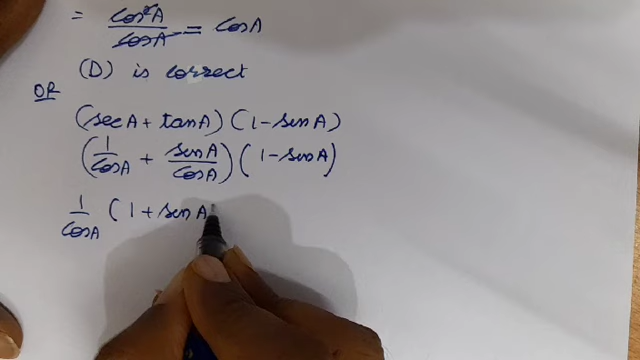 = cos²A / cosA = cosA
(D) is correct
OR
(secA + tanA) (1 - sinA)
(1/cosA + sinA/cosA) (1 - sinA)
1/cosA (1 + sinA